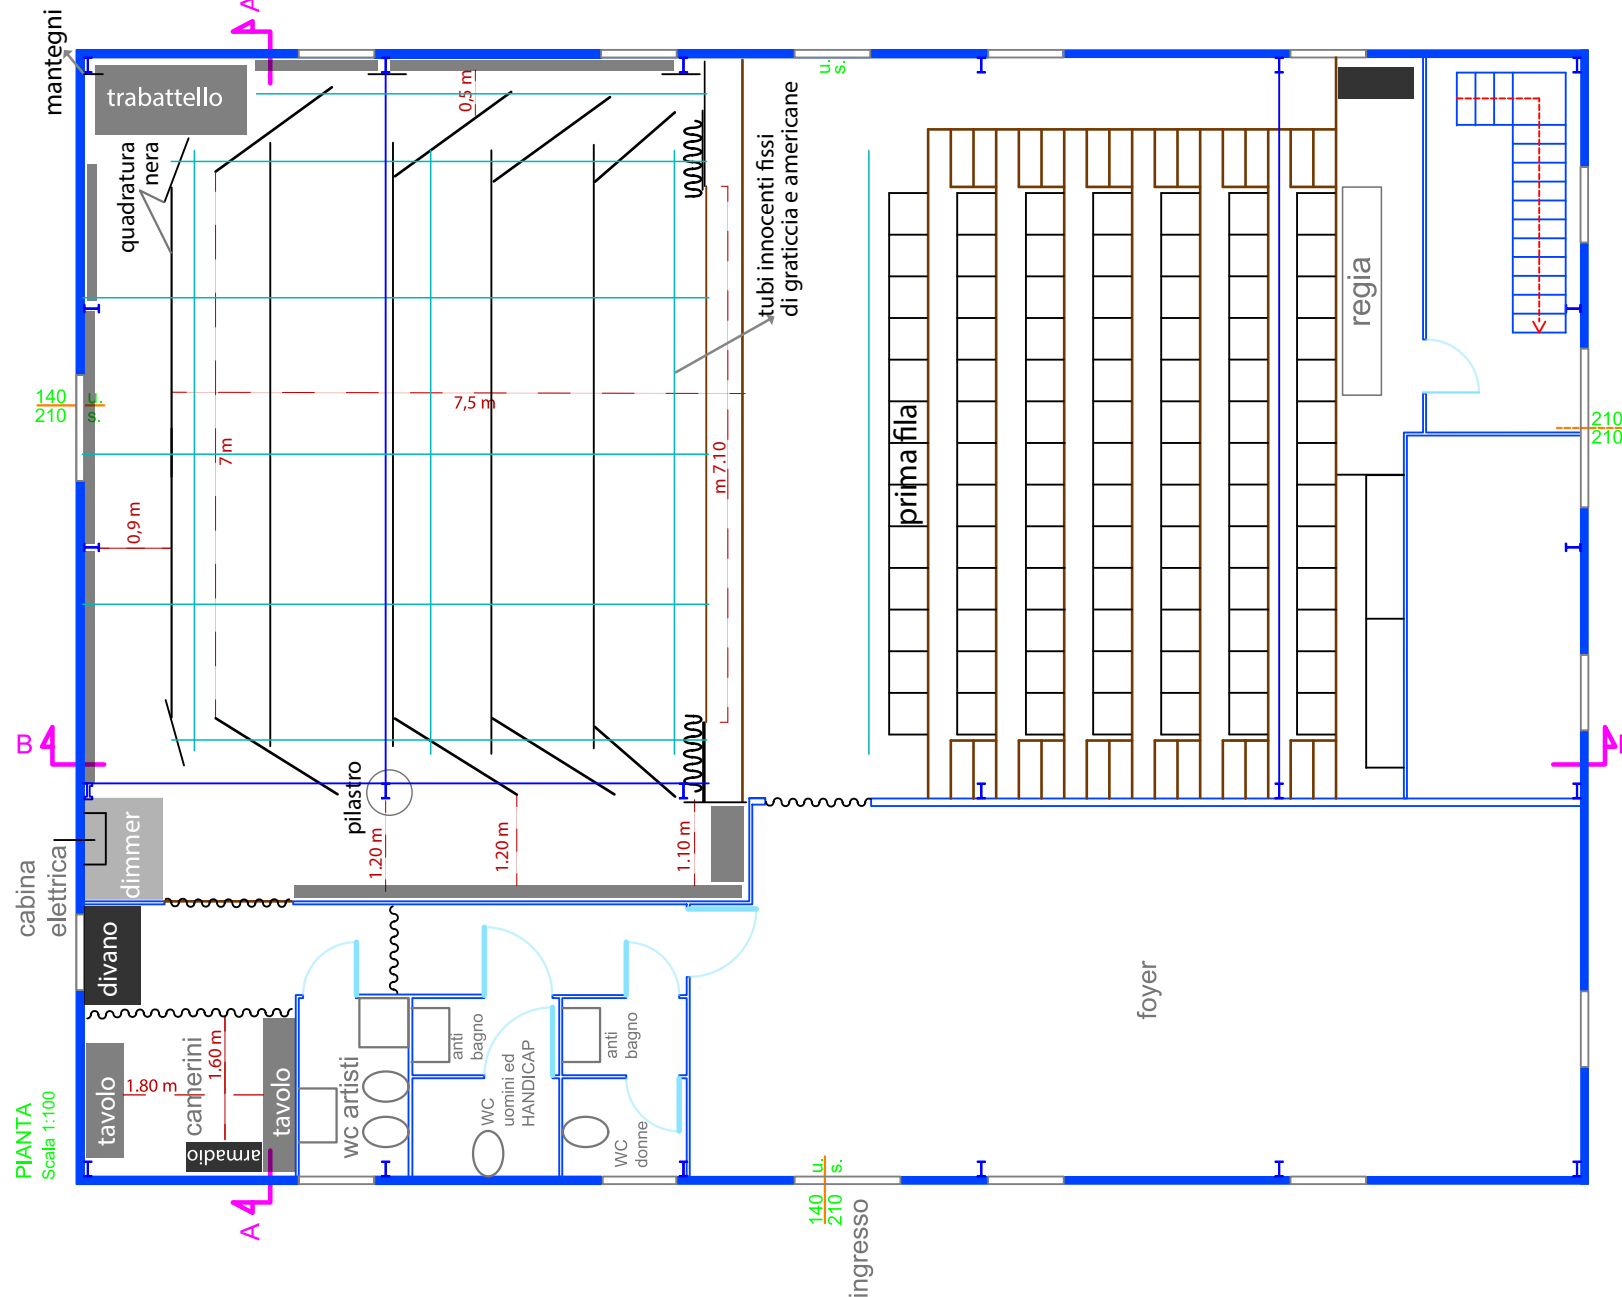 mantegni
A
trabattello
quadratura
nera
0,5 m
u.
s.
tubi innocenti fissi
di graticcia e americane
regia
140
210
u.
s.
7,5 m
7 m
m 7.10
prima fila
210
210
0,9 m
B
pilastro
1.20 m
1.20 m
1.10 m
cabina
elettrica
dimmer
divano
foyer
PIANTA
Scala 1:100
tavolo
1.80 m
camerini
1.60 m
tavolo
armadio
wc artisti
anti
bagno
WC
uomini ed
HANDICAP
anti
bagno
WC
donne
A
u.
s.
140
210
ingresso